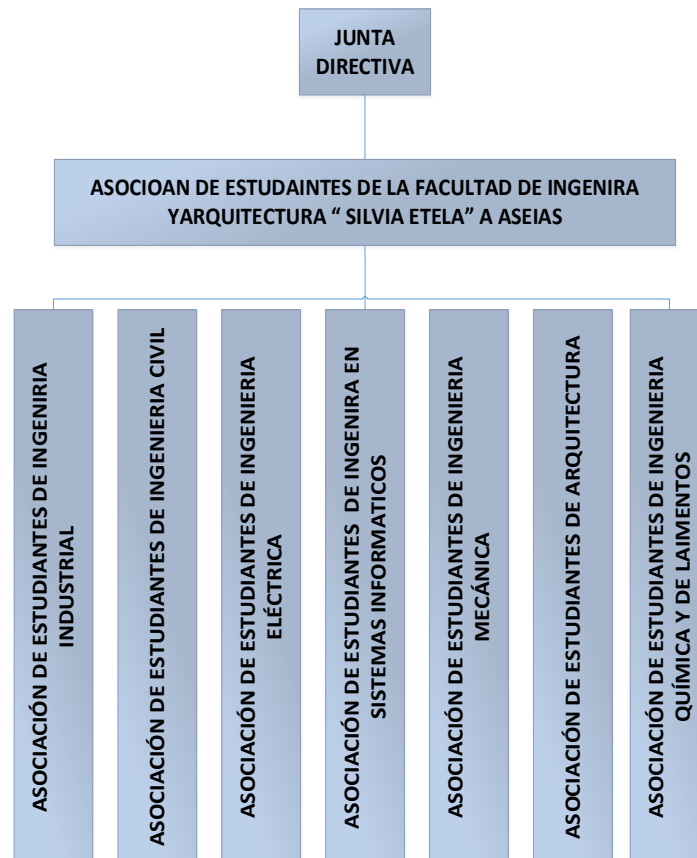 JUNTA
DIRECTIVA
ASOCIOAN DE ESTUDAINTES DE LA FACULTAD DE INGENIRA
YARQUITECTURA “ SILVIA ETELA” A ASEIAS
ASOCIACIÓN DE ESTUDIANTES DE INGENIRIA
INDUSTRIAL
ASOCIACIÓN DE ESTUDIANTES DE INGENIERIA CIVIL
ASOCIACIÓN DE ESTUDIANTES DE INGENIERIA
ELÉCTRICA
ASOCIACIÓN DE ESTUDIANTES DE INGENIRA EN
SISTEMAS INFORMATICOS
ASOCIACIÓN DE ESTUDIANTES DE INGENIERIA
MECÁNICA
ASOCIACIÓN DE ESTUDIANTES DE ARQUITECTURA
ASOCIACIÓN DE ESTUDIANTES DE INGENIERIA
QUÍMICA Y DE LAIMENTOS